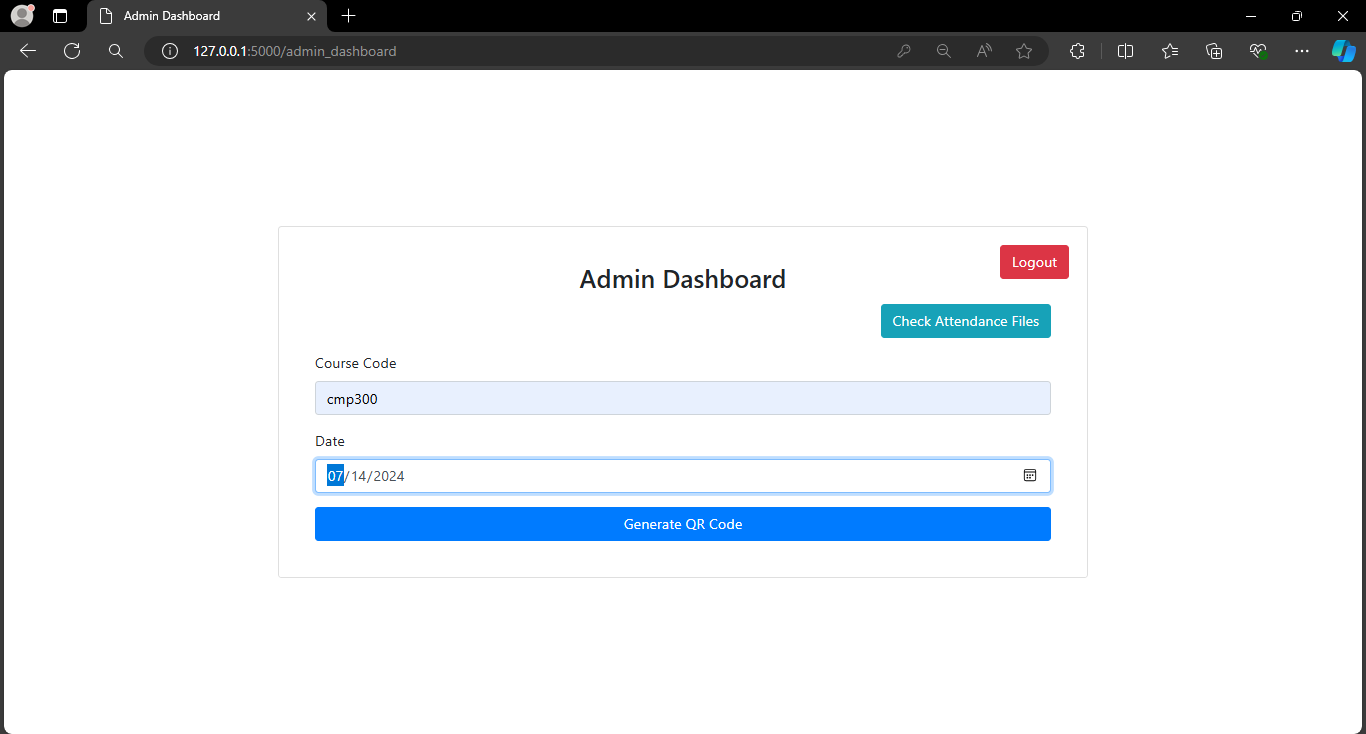 Admin Dashboard
127.0.0.1:5000/admin_dashboard
Logout
Admin Dashboard
Check Attendance Files
Course Code
cmp300
Date
07/14/2024
Generate QR Code